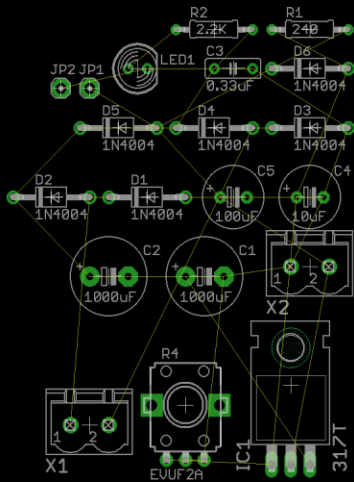 R2 R1
2.2K 240
LED1 C3 D6
JP2 JP1
0.33uF 1N4004
D5 D4 D3
1N4004 1N4004 1N4004
D2 D1 C5 C4
+ +
1N4004 1N4004 100uF 10uF
C2 C1
+ +
1000uF 1000uF
1 2
X2
R4
1 2
X1 EVUF2A IC1 317T